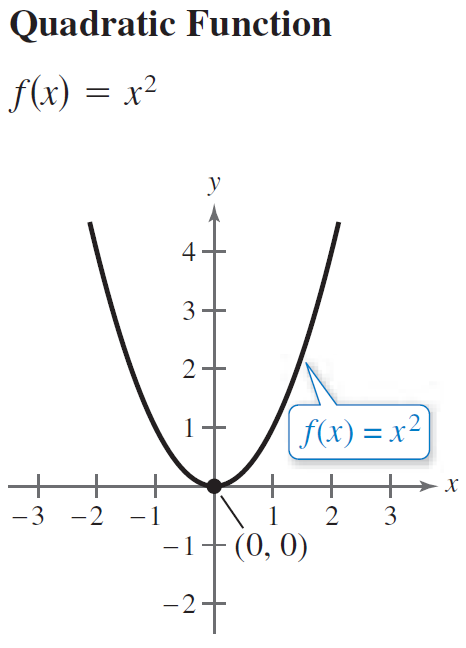 Quadratic Function
f(x) = x²
y
4
3
2
1
f(x) = x²
x
−3 −2 −1 1 2 3
−1 (0, 0)
−2